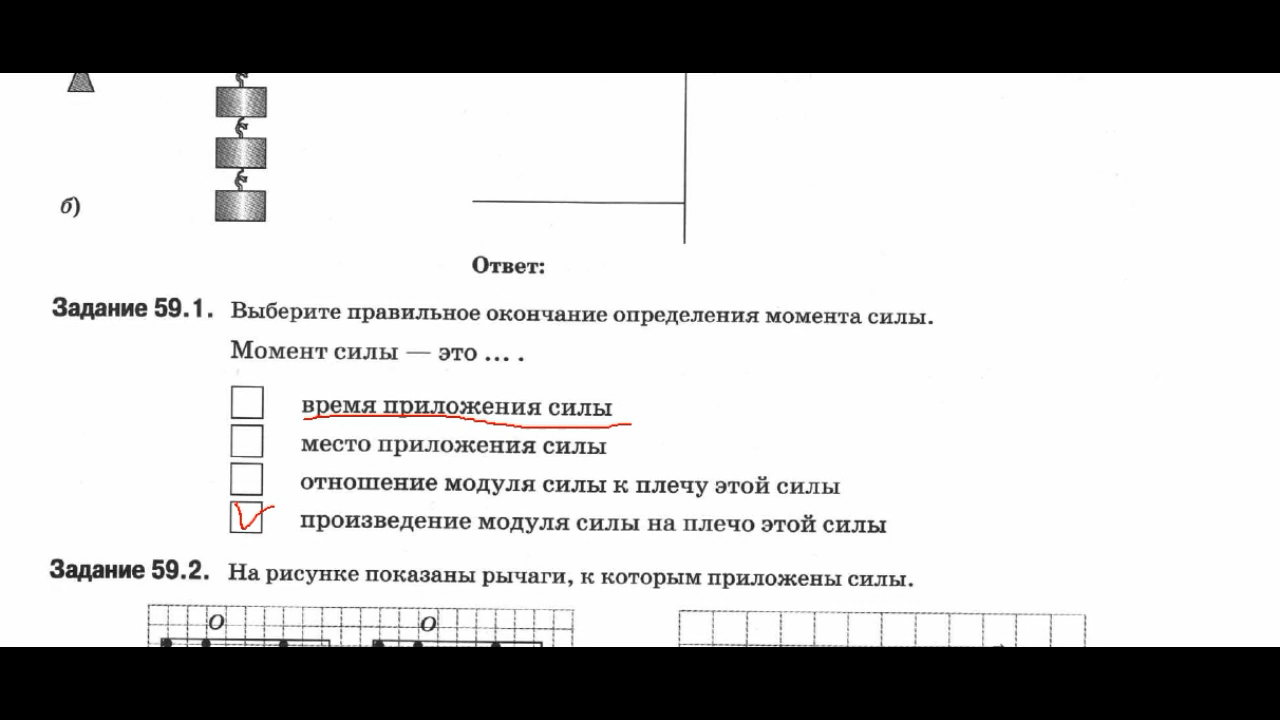 б)
Ответ:
Задание 59.1. Выберите правильное окончание определения момента силы.
Момент силы — это ... .
время приложения силы
место приложения силы
отношение модуля силы к плечу этой силы
произведение модуля силы на плечо этой силы
Задание 59.2. На рисунке показаны рычаги, к которым приложены силы.
O O